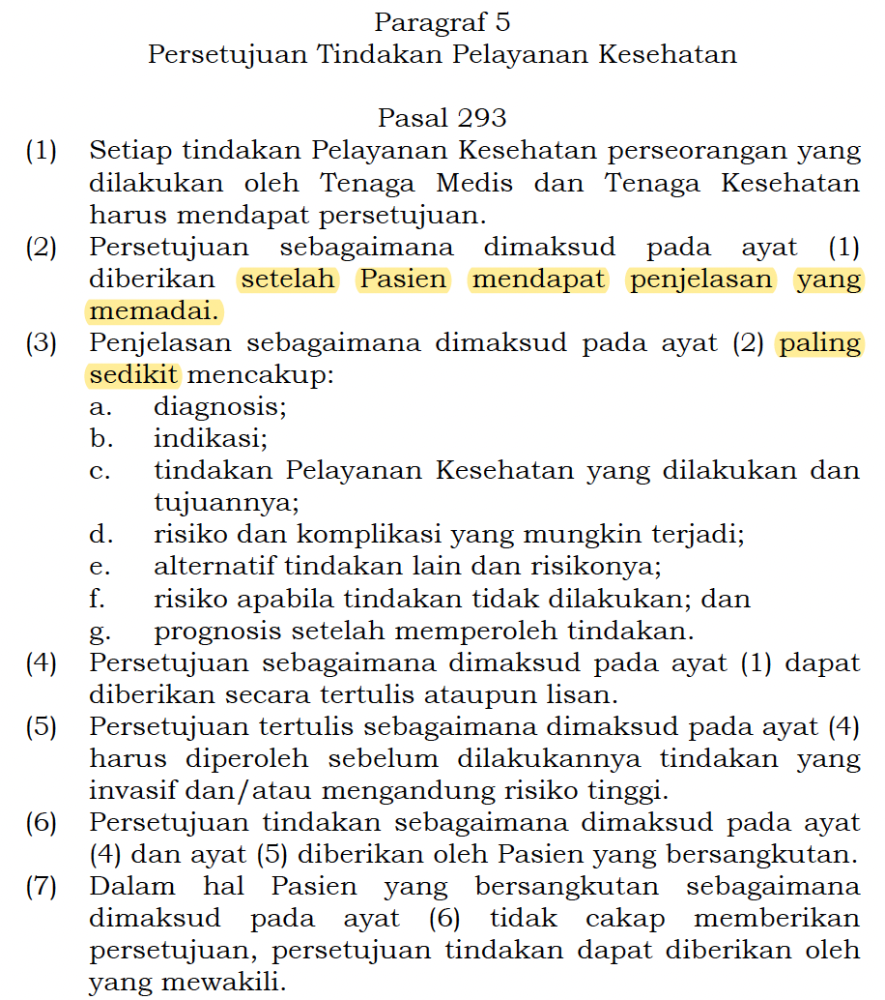 Paragraf 5
Persetujuan Tindakan Pelayanan Kesehatan
Pasal 293
(1) Setiap tindakan Pelayanan Kesehatan perseorangan yang
dilakukan oleh Tenaga Medis dan Tenaga Kesehatan
harus mendapat persetujuan.
(2) Persetujuan sebagaimana dimaksud pada ayat (1)
diberikan setelah Pasien mendapat penjelasan yang
memadai.
(3) Penjelasan sebagaimana dimaksud pada ayat (2) paling
sedikit mencakup:
a. diagnosis;
b. indikasi;
c. tindakan Pelayanan Kesehatan yang dilakukan dan
tujuannya;
d. risiko dan komplikasi yang mungkin terjadi;
e. alternatif tindakan lain dan risikonya;
f. risiko apabila tindakan tidak dilakukan; dan
g. prognosis setelah memperoleh tindakan.
(4) Persetujuan sebagaimana dimaksud pada ayat (1) dapat
diberikan secara tertulis ataupun lisan.
(5) Persetujuan tertulis sebagaimana dimaksud pada ayat (4)
harus diperoleh sebelum dilakukannya tindakan yang
invasif dan/atau mengandung risiko tinggi.
(6) Persetujuan tindakan sebagaimana dimaksud pada ayat
(4) dan ayat (5) diberikan oleh Pasien yang bersangkutan.
(7) Dalam hal Pasien yang bersangkutan sebagaimana
dimaksud pada ayat (6) tidak cakap memberikan
persetujuan, persetujuan tindakan dapat diberikan oleh
yang mewakili.